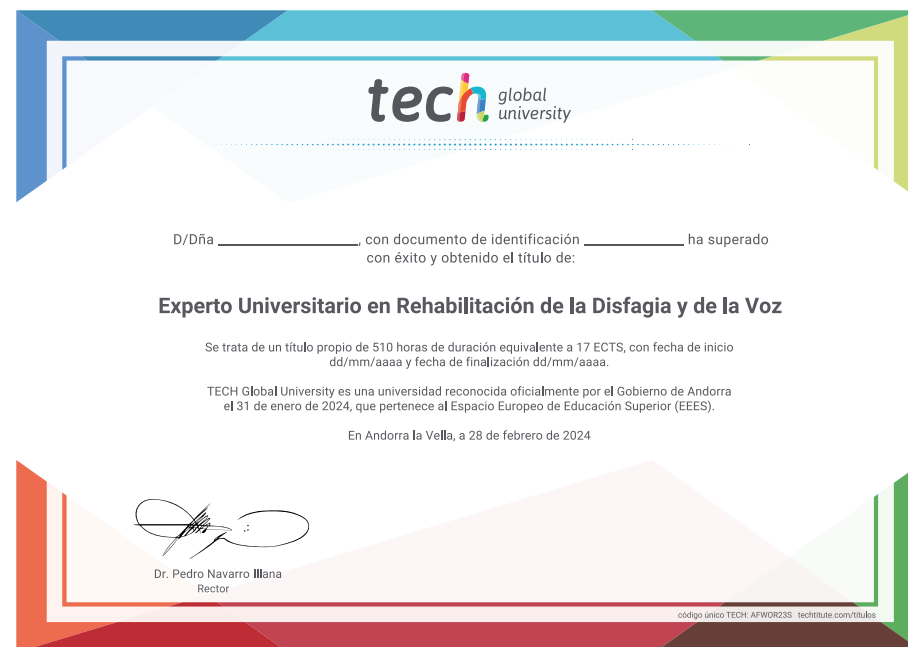 tech global
university
D/Dña ____________________, con documento de identificación ______________ ha superado
con éxito y obtenido el título de:
Experto Universitario en Rehabilitación de la Disfagia y de la Voz
Se trata de un título propio de 510 horas de duración equivalente a 17 ECTS, con fecha de inicio
dd/mm/aaaa y fecha de finalización dd/mm/aaaa.
TECH Global University es una universidad reconocida oficialmente por el Gobierno de Andorra
el 31 de enero de 2024, que pertenece al Espacio Europeo de Educación Superior (EEES).
En Andorra la Vella, a 28 de febrero de 2024
Dr. Pedro Navarro Illana
Rector
código único TECH: AFWOR23S techtitute.com/titulos